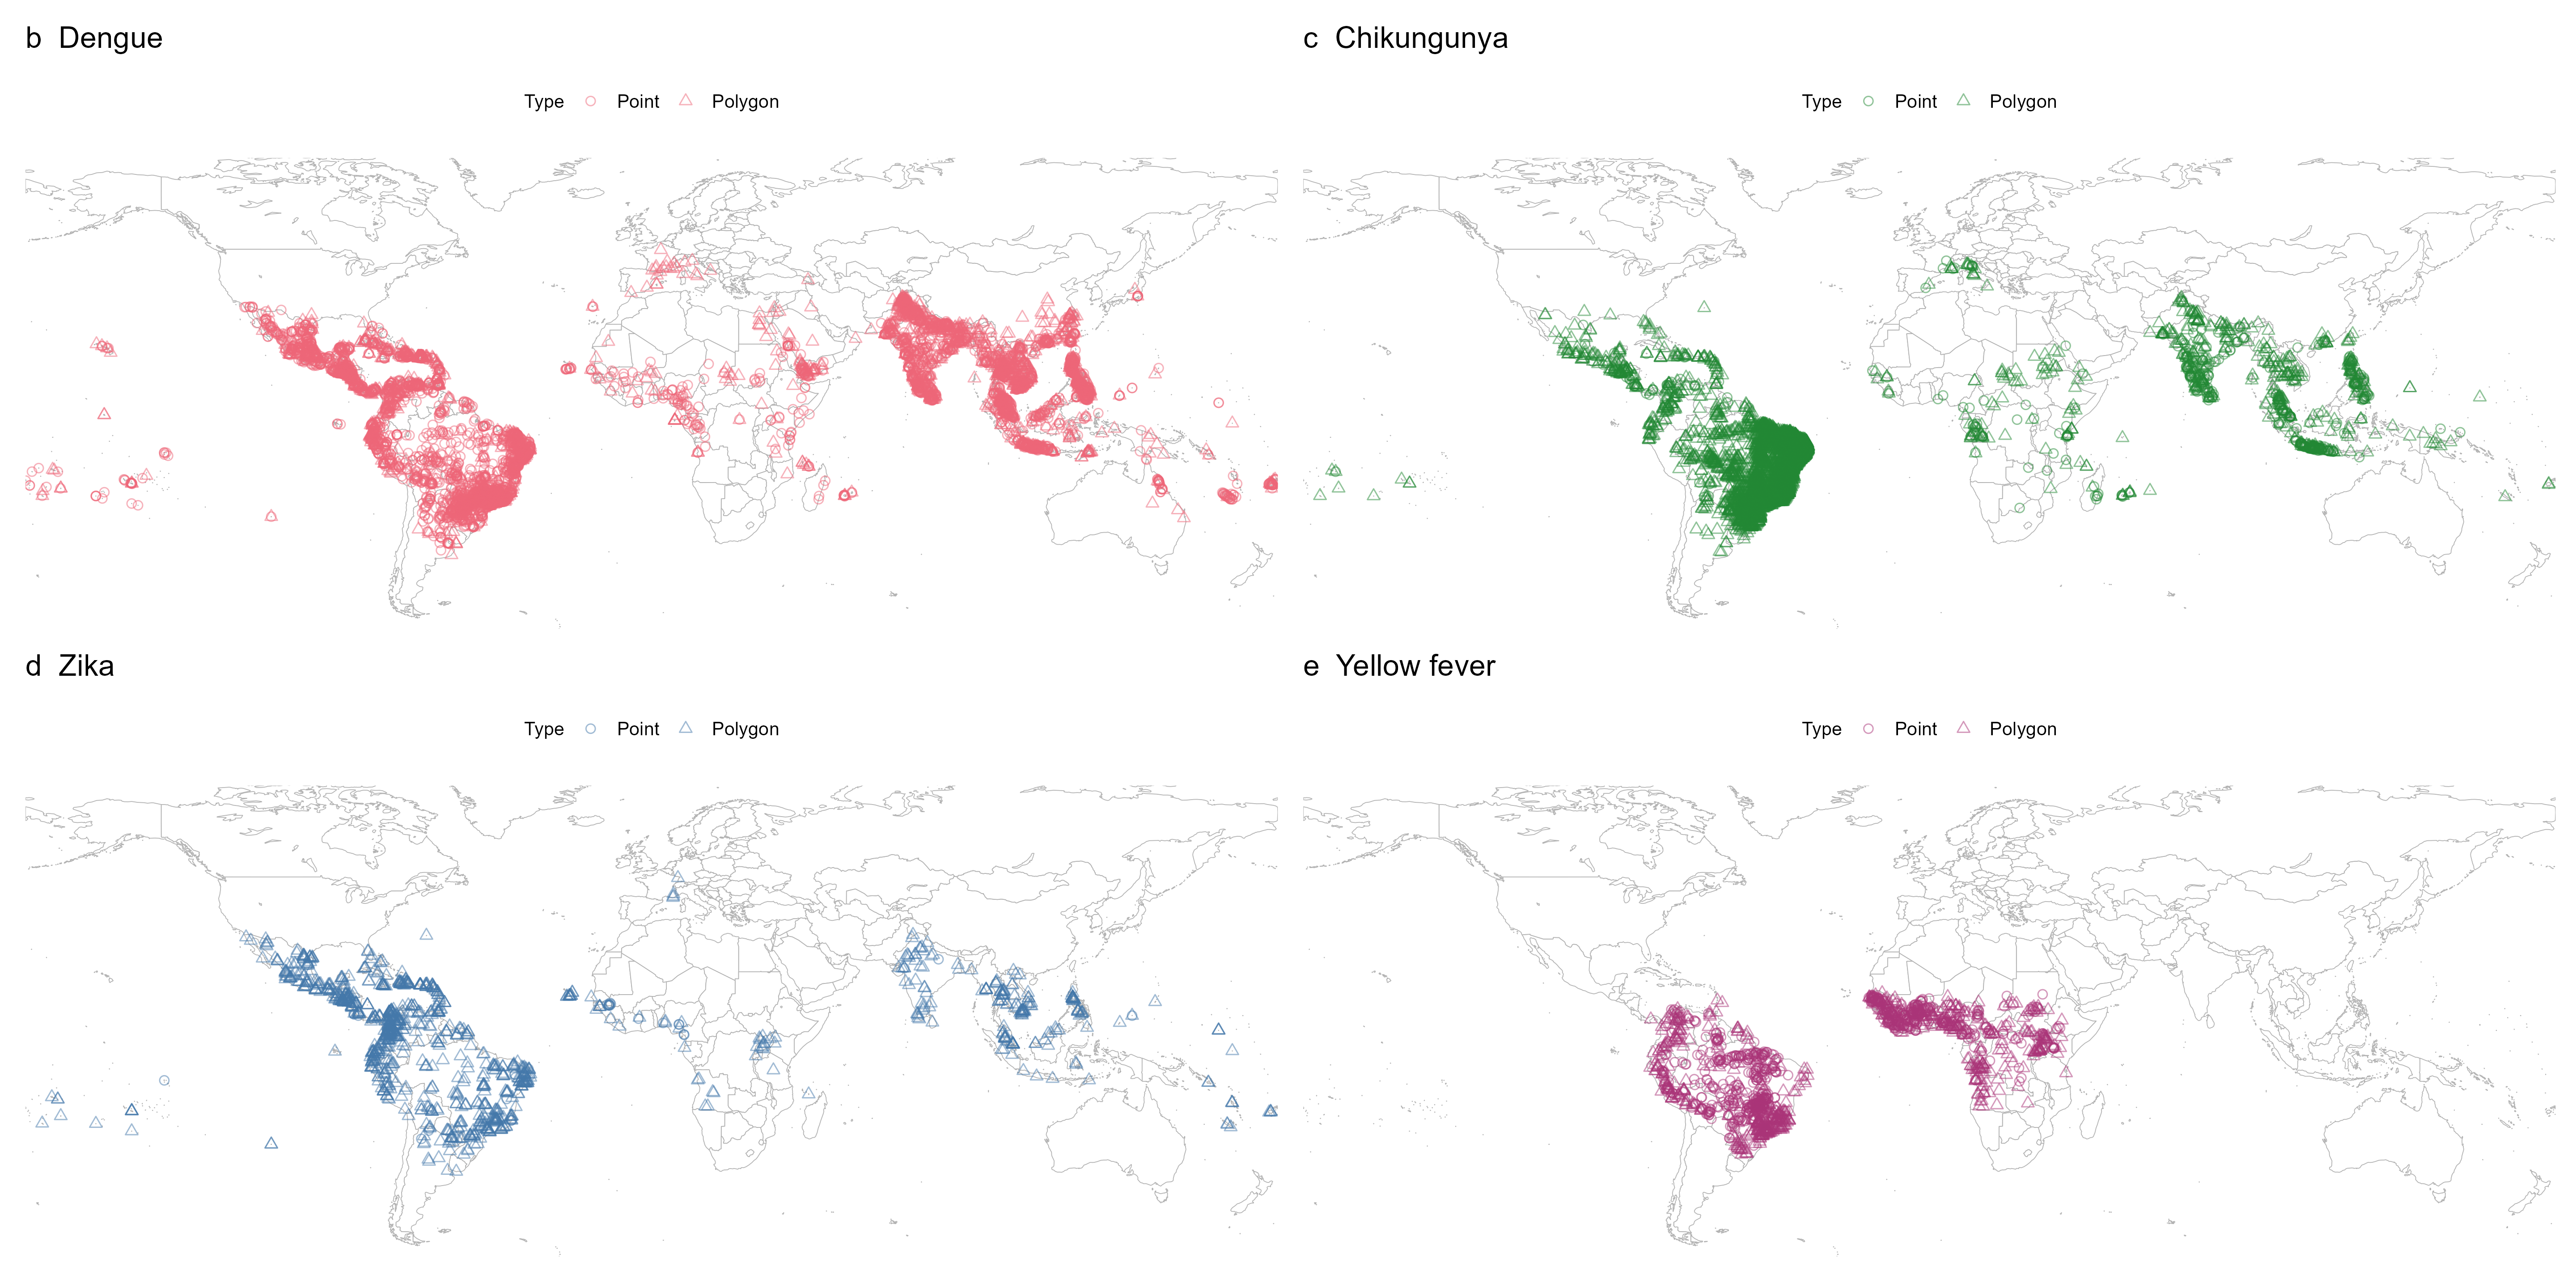 b Dengue
Type Point Polygon
c Chikungunya
Type Point Polygon
d Zika
Type Point Polygon
e Yellow fever
Type Point Polygon